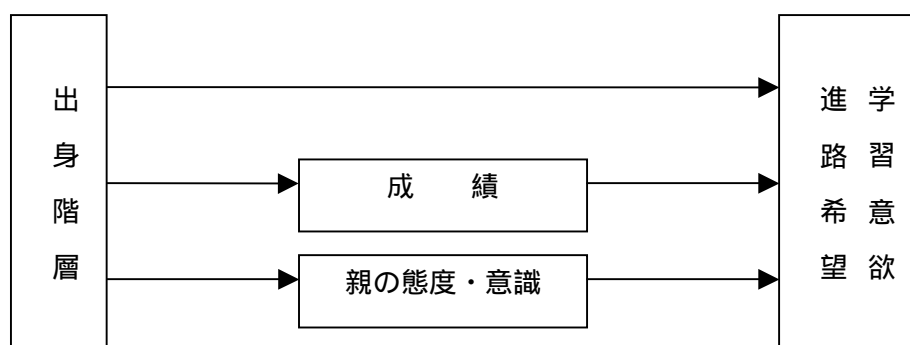 出身階層
成　績
親の態度・意識
学習意欲
進路希望